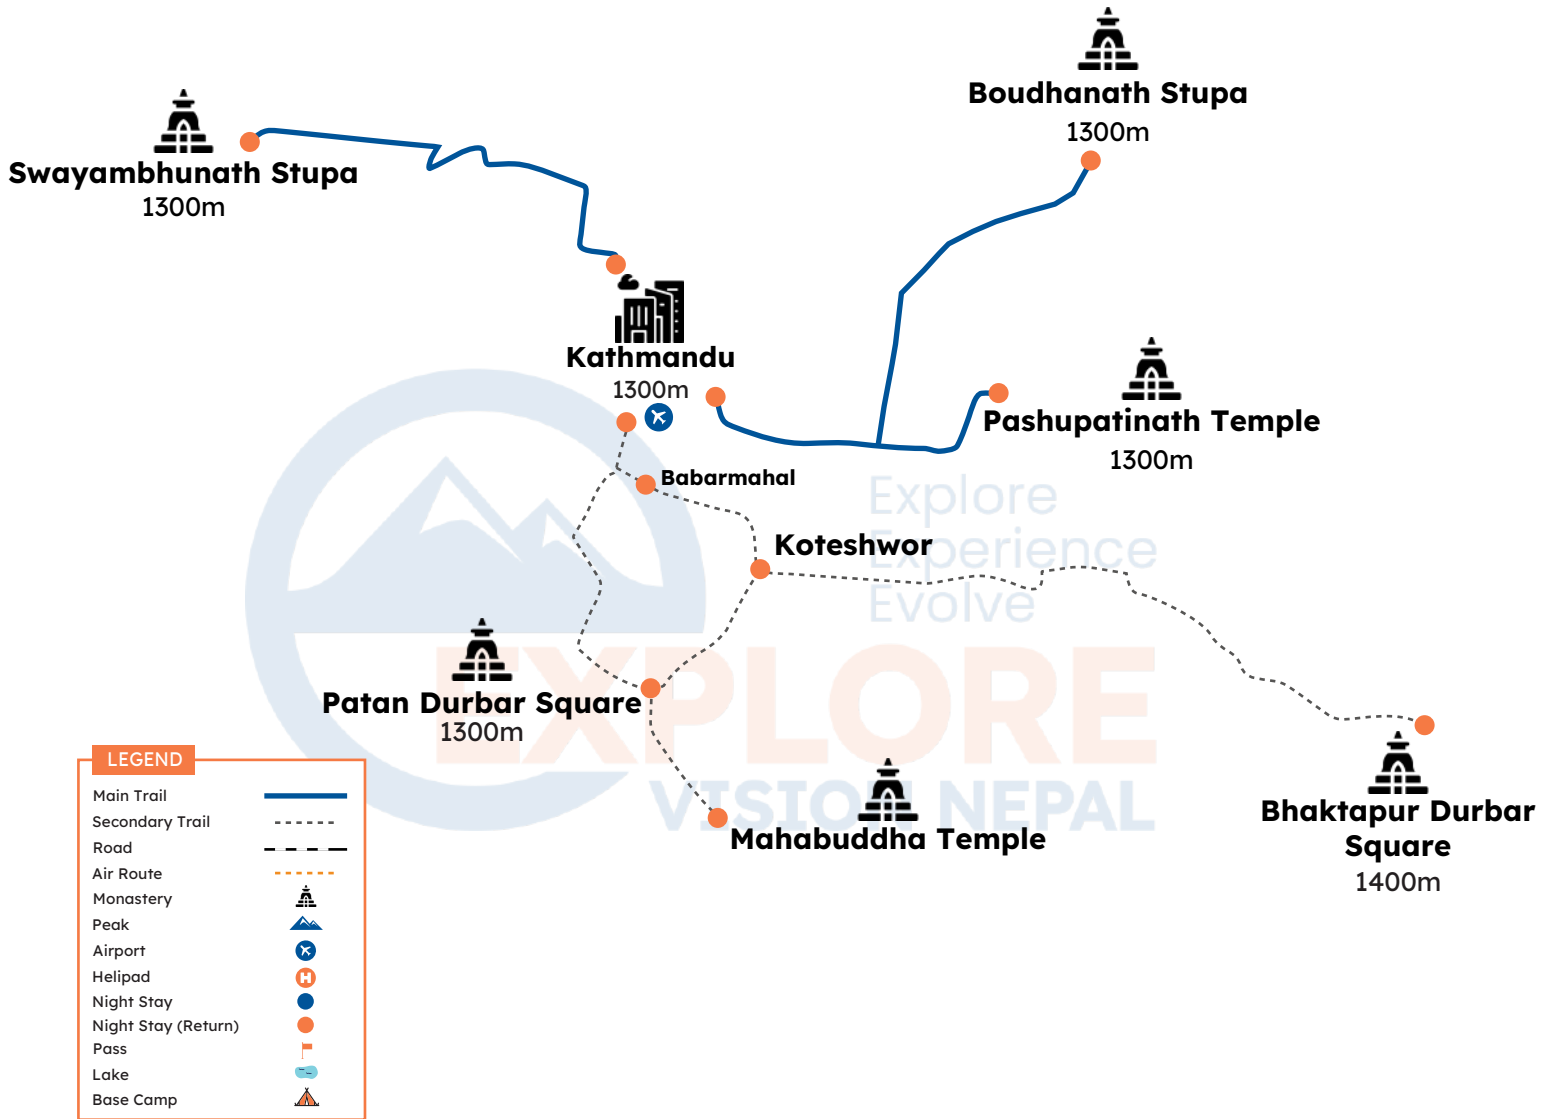 Boudhanath Stupa
1300m
Swayambhunath Stupa
1300m
Kathmandu
1300m
Pashupatinath Temple
1300m
Babarmahal
Explore
Experience
Evolve
Koteshwor
EXPLORE
VISION NEPAL
Patan Durbar Square
1300m
Mahabuddha Temple
Bhaktapur Durbar
Square
1400m
LEGEND
Main Trail
Secondary Trail
Road
Air Route
Monastery
Peak
Airport
Helipad
H
Night Stay
Night Stay (Return)
Pass
Lake
Base Camp